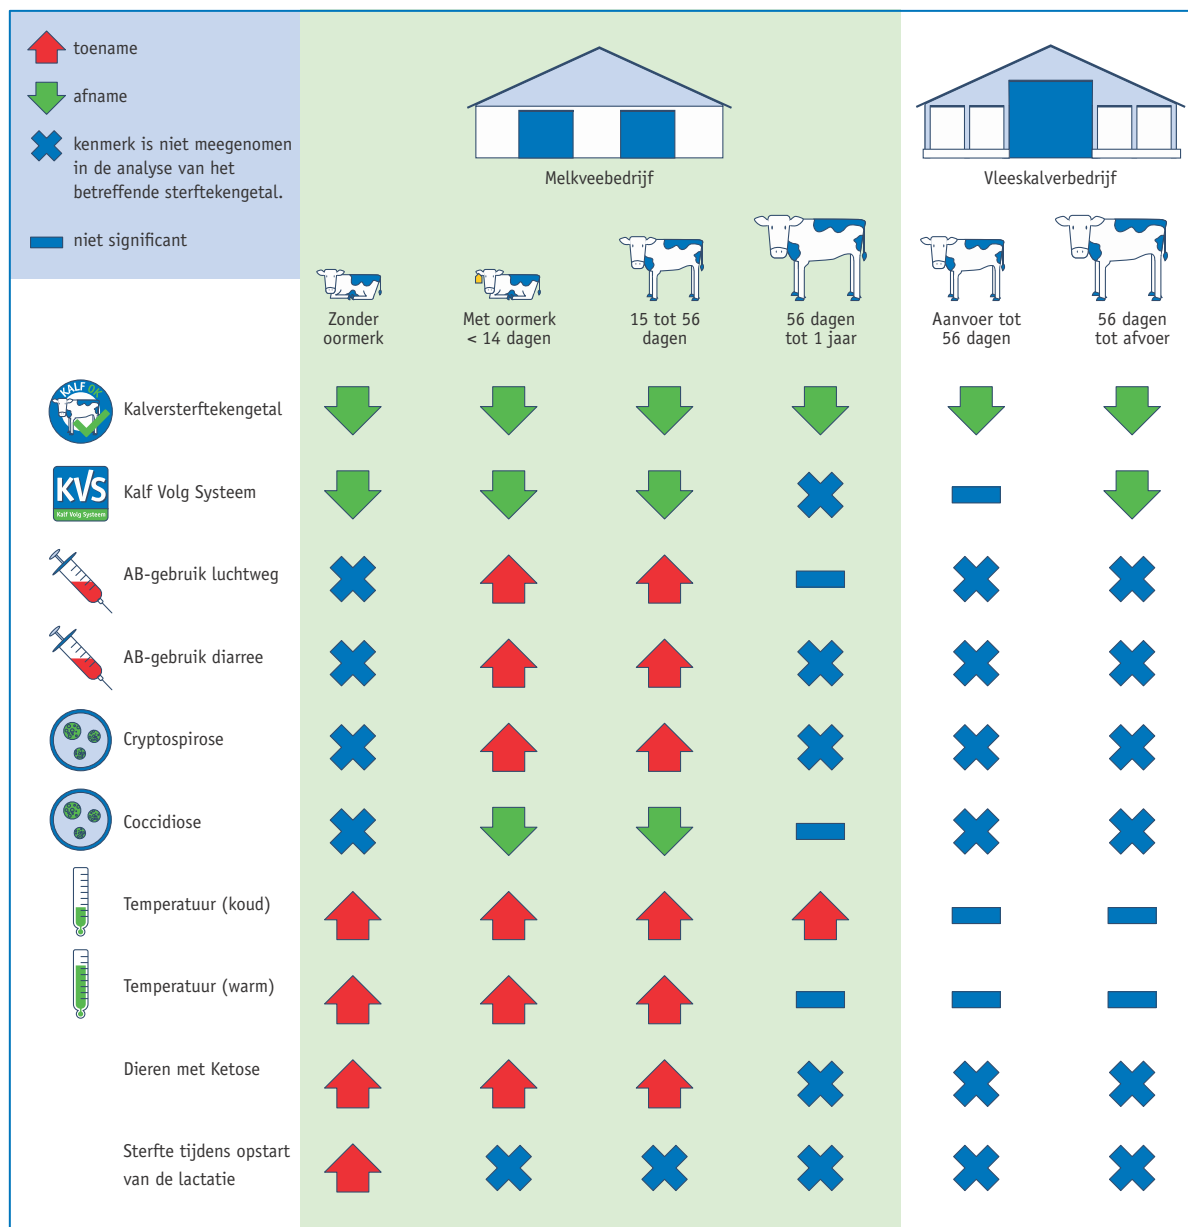 toename
afname
kenmerk is niet meegenomen
in de analyse van het
betreffende sterftekengetal.
niet significant
Melkveebedrijf
Vleeskalverbedrijf
Zonder
oormerk
Met oormerk
< 14 dagen
15 tot 56
dagen
56 dagen
tot 1 jaar
Aanvoer tot
56 dagen
56 dagen
tot afvoer
KALF OK
Kalversterftekengetal
KVS
Kalf Volg Systeem
Kalf Volg Systeem
AB-gebruik luchtweg
AB-gebruik diarree
Cryptospirose
Coccidiose
Temperatuur (koud)
Temperatuur (warm)
Dieren met Ketose
Sterfte tijdens opstart
van de lactatie